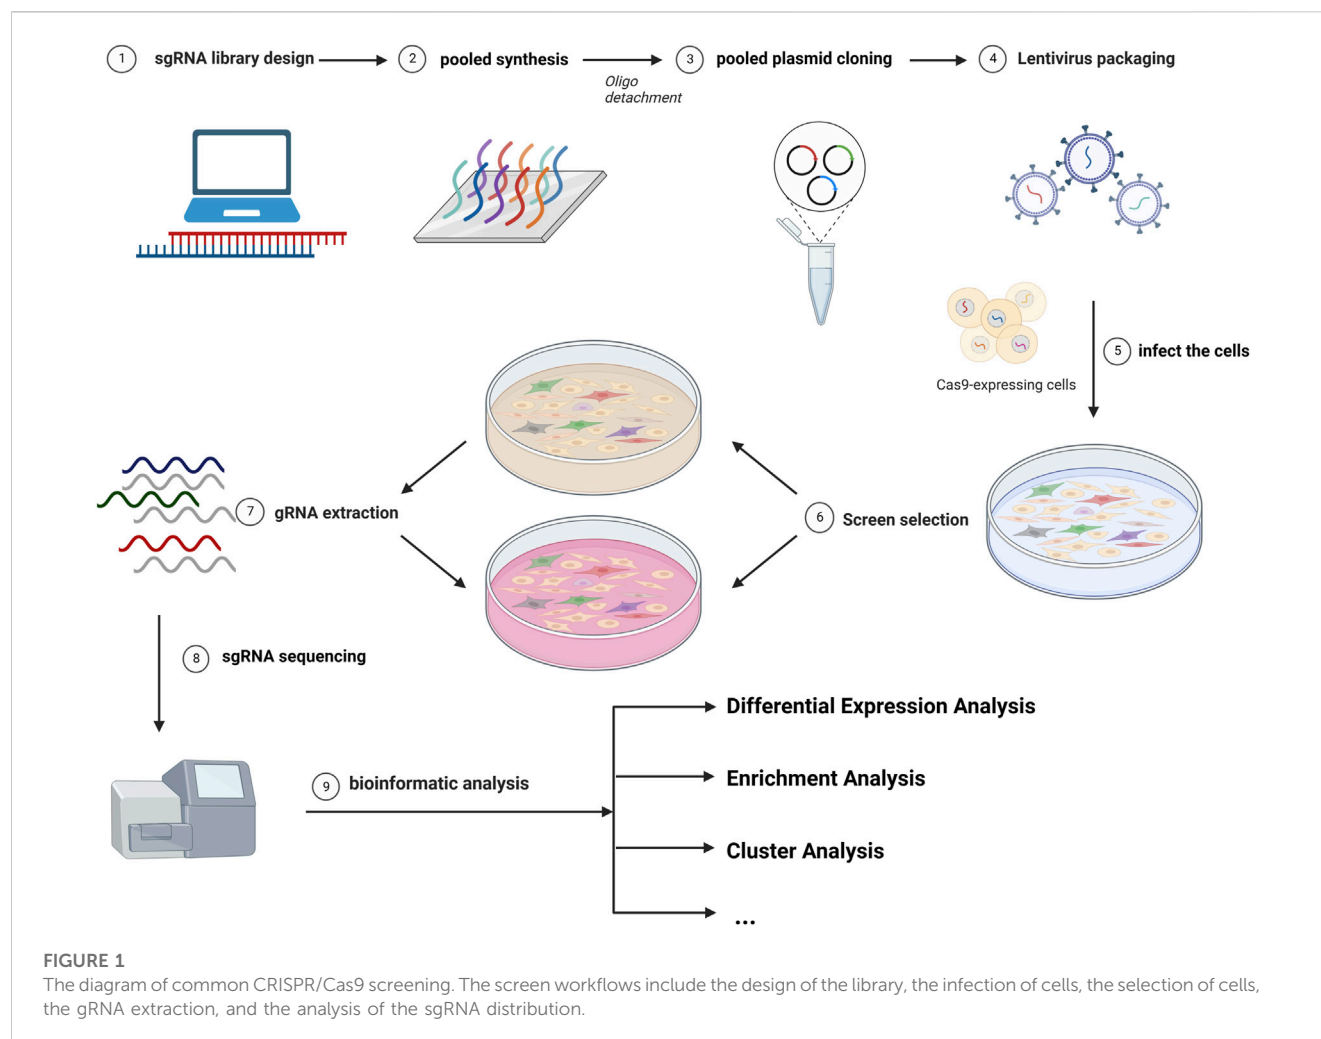 1 sgRNA library design
2 pooled synthesis
Oligo
detachment
3 pooled plasmid cloning
4 Lentivirus packaging
5 infect the cells
Cas9-expressing cells
6 Screen selection
7 gRNA extraction
8 sgRNA sequencing
9 bioinformatic analysis
Differential Expression Analysis
Enrichment Analysis
Cluster Analysis
...
FIGURE 1
The diagram of common CRISPR/Cas9 screening. The screen workflows include the design of the library, the infection of cells, the selection of cells,
the gRNA extraction, and the analysis of the sgRNA distribution.